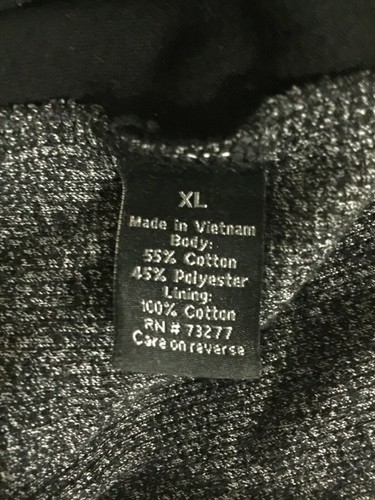 XL
Made in Vietnam
Body:
55% Cotton
45% Polyester
Lining:
100% Cotton
RN # 73277
Care on reverse